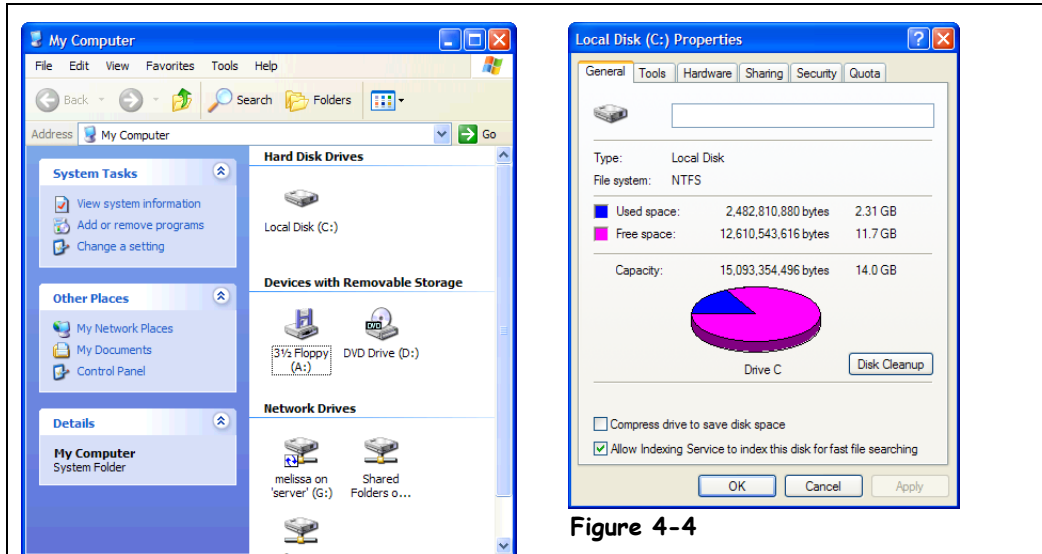 My Computer
File Edit View Favorites Tools Help
Back Search Folders
Address My Computer Go
System Tasks
View system information
Add or remove programs
Change a setting
Other Places
My Network Places
My Documents
Control Panel
Details
My Computer
System Folder
Hard Disk Drives
Local Disk (C:)
Devices with Removable Storage
3½ Floppy
(A:)
DVD Drive (D:)
DVD
Network Drives
melissa on
'server' (G:)
Shared
Folders o...
Local Disk (C:) Properties
General Tools Hardware Sharing Security Quota
Type: Local Disk
File system: NTFS
Used space: 2,482,810,880 bytes 2.31 GB
Free space: 12,610,543,616 bytes 11.7 GB
Capacity: 15,093,354,496 bytes 14.0 GB
Drive C
Disk Cleanup
Compress drive to save disk space
Allow Indexing Service to index this disk for fast file searching
OK Cancel Apply
Figure 4-4